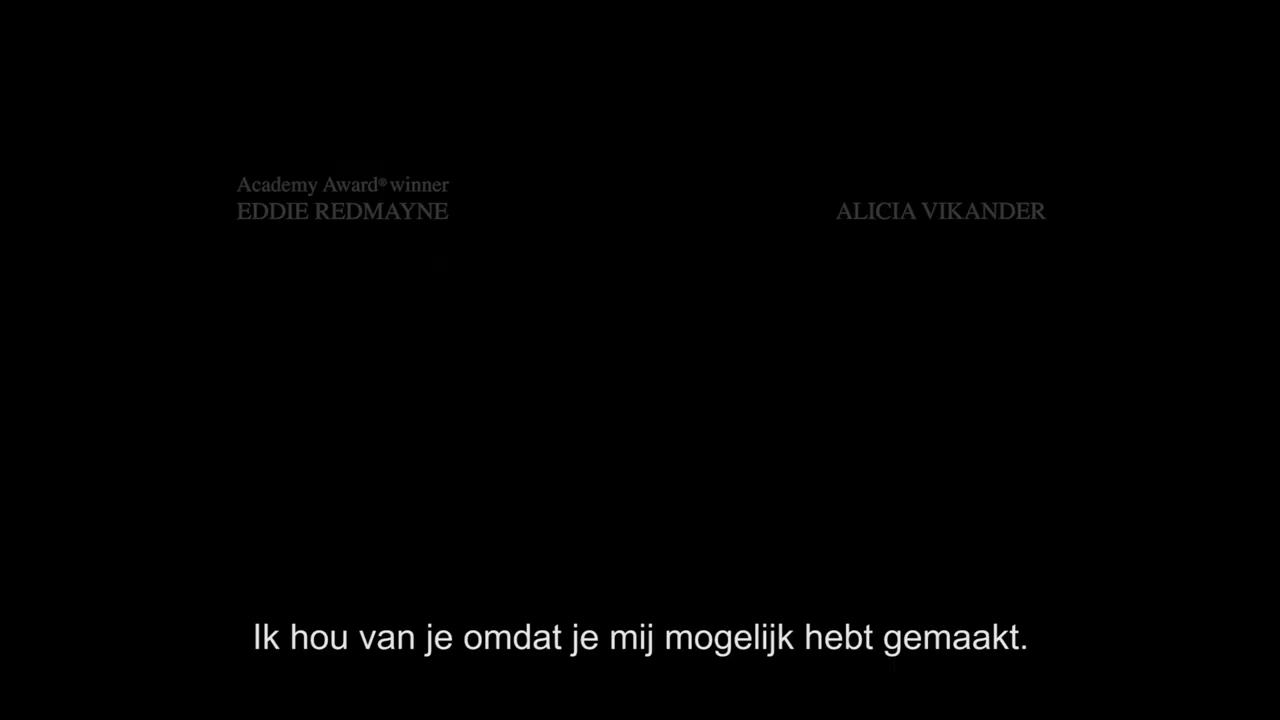 Academy Award® winner
EDDIE REDMAYNE
ALICIA VIKANDER
Ik hou van je omdat je mij mogelijk hebt gemaakt.